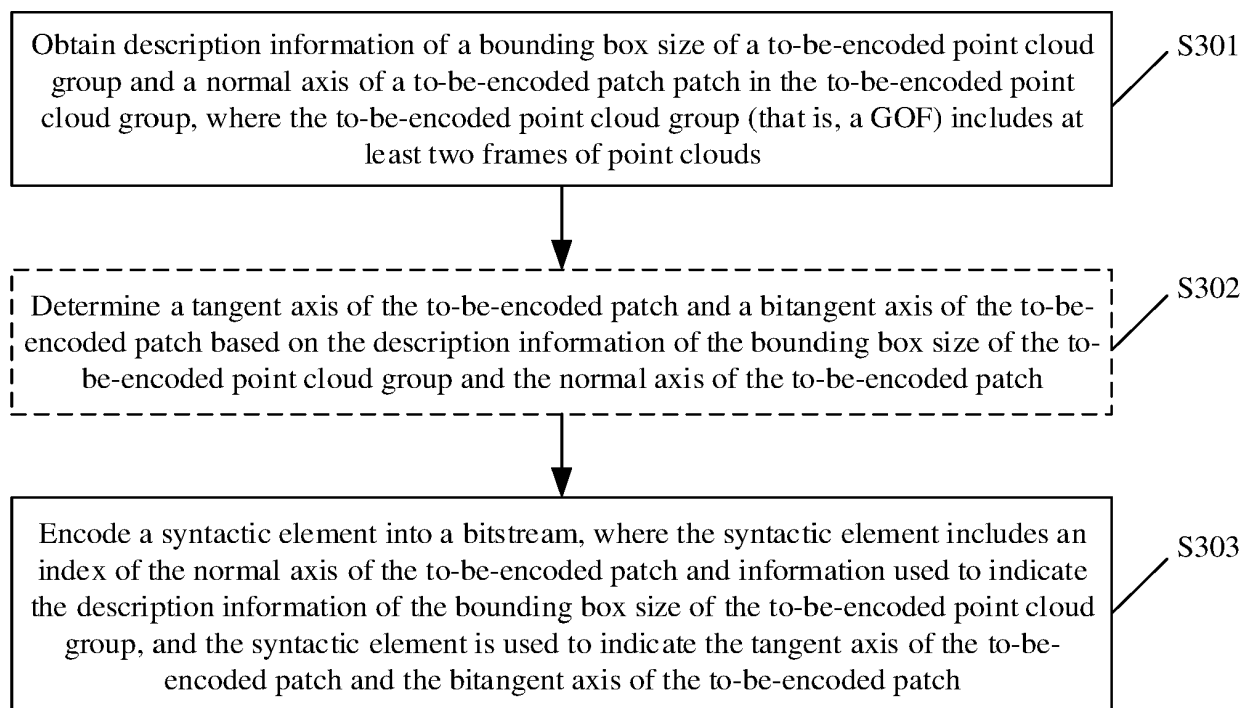 Obtain description information of a bounding box size of a to-be-encoded point cloud
group and a normal axis of a to-be-encoded patch patch in the to-be-encoded point
cloud group, where the to-be-encoded point cloud group (that is, a GOF) includes at
least two frames of point clouds
S301
Determine a tangent axis of the to-be-encoded patch and a bitangent axis of the to-be-
encoded patch based on the description information of the bounding box size of the to-
be-encoded point cloud group and the normal axis of the to-be-encoded patch
S302
Encode a syntactic element into a bitstream, where the syntactic element includes an
index of the normal axis of the to-be-encoded patch and information used to indicate
the description information of the bounding box size of the to-be-encoded point cloud
group, and the syntactic element is used to indicate the tangent axis of the to-be-
encoded patch and the bitangent axis of the to-be-encoded patch
S303